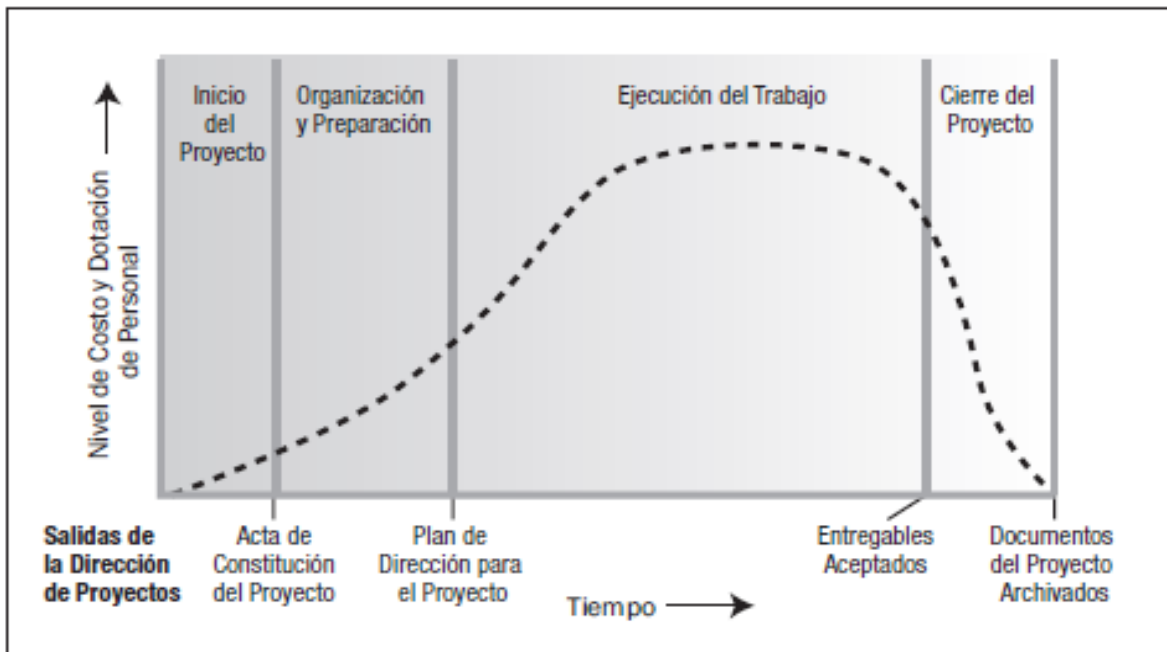 Inicio
del
Proyecto
Organización
y Preparación
Ejecución del Trabajo
Cierre del
Proyecto
Nivel de Costo y Dotación
de Personal
Salidas de
la Dirección
de Proyectos
Acta de
Constitución
del Proyecto
Plan de
Dirección para
el Proyecto
Tiempo
Entregables
Aceptados
Documentos
del Proyecto
Archivados